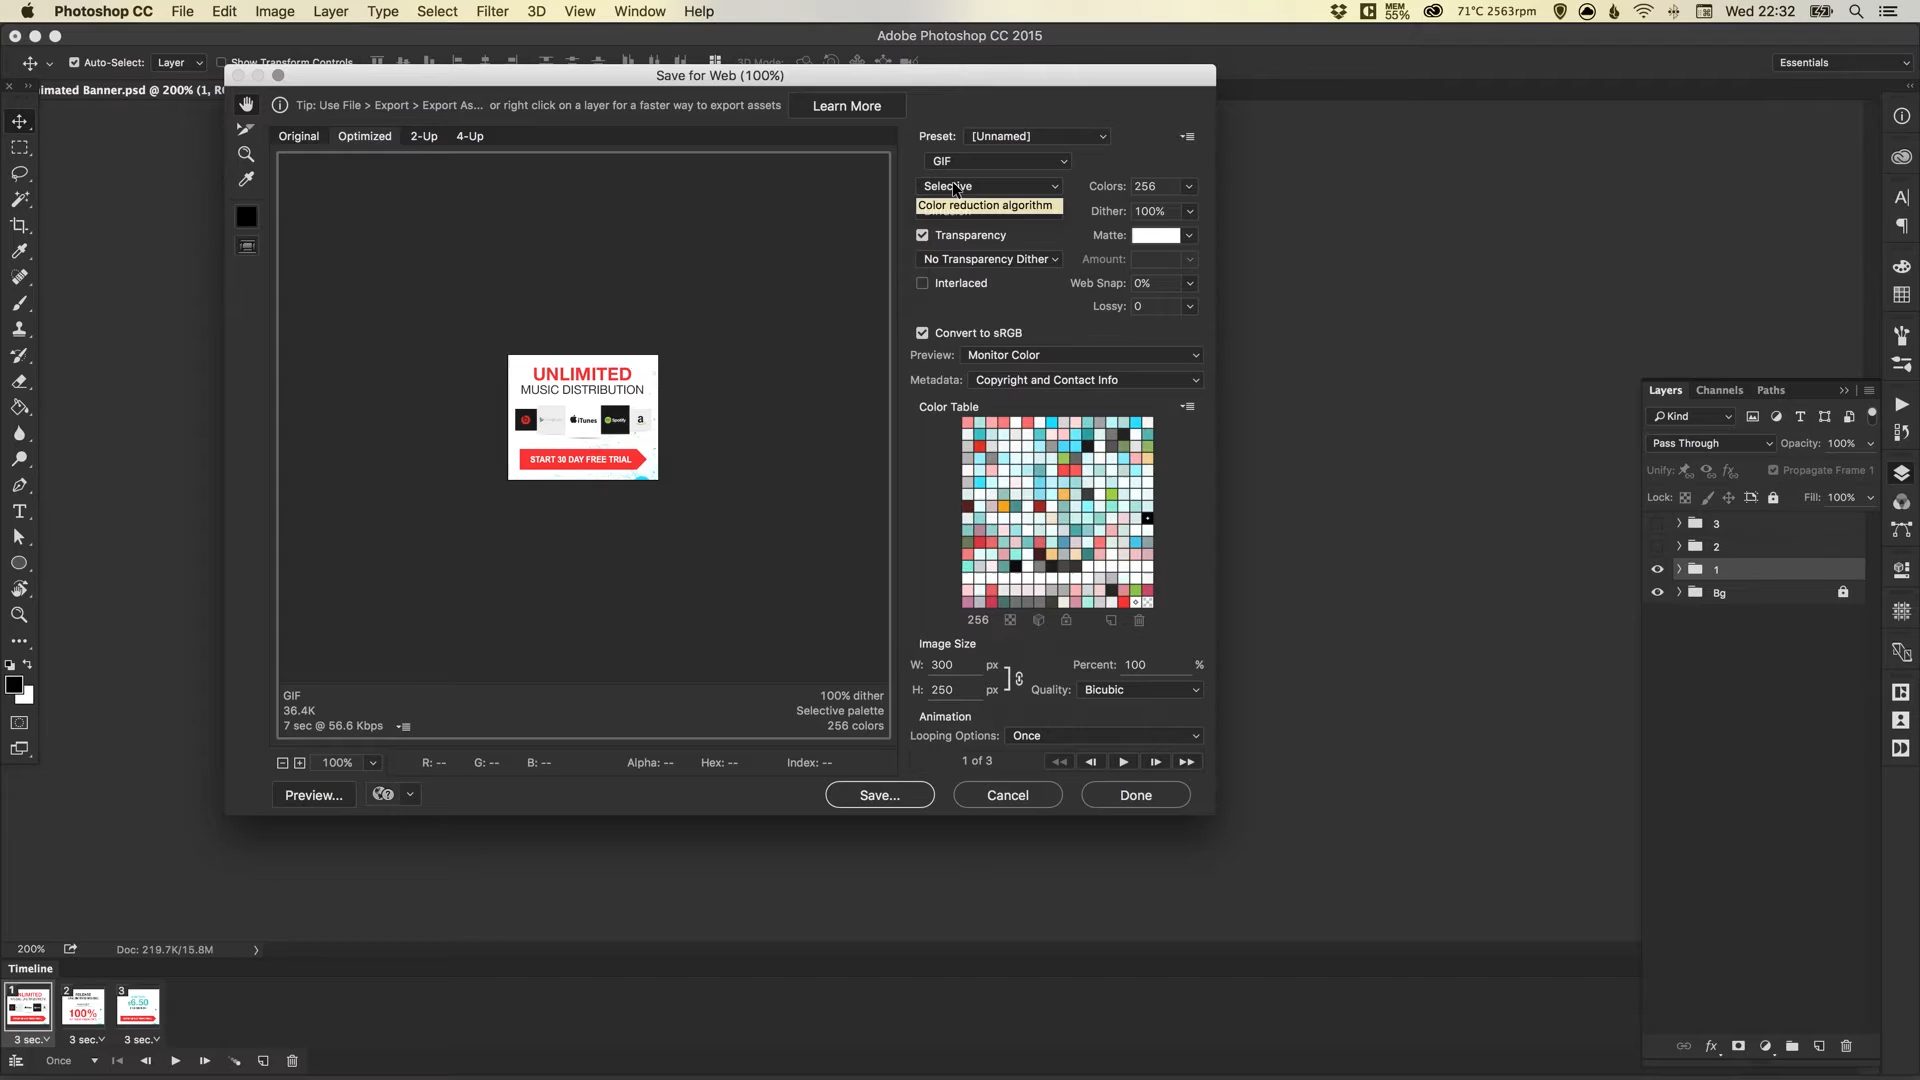 Photoshop CC File Edit Image Layer Type Select Filter 3D View Window Help
MEM 55% 71°C 2563rpm Wed 22:32
Adobe Photoshop CC 2015
Auto-Select: Layer Show Transform Controls 3D Mode: Essentials
nimated Banner.psd @ 200% (1, R
Save for Web (100%)
Tip: Use File > Export > Export As... or right click on a layer for a faster way to export assets Learn More
Original Optimized 2-Up 4-Up
Preset: [Unnamed]
GIF
Selective Colors: 256
Color reduction algorithm
Dither: 100%
Transparency Matte:
No Transparency Dither Amount:
Interlaced Web Snap: 0%
Lossy: 0
Convert to sRGB
Preview: Monitor Color
Metadata: Copyright and Contact Info
Color Table
256
Image Size
W: 300 px Percent: 100 %
H: 250 px Quality: Bicubic
Animation
Looping Options: Once
1 of 3
UNLIMITED
MUSIC DISTRIBUTION
iTunes Spotify a
START 30 DAY FREE TRIAL
GIF 100% dither
36.4K Selective palette
7 sec @ 56.6 Kbps 256 colors
100% R: -- G: -- B: -- Alpha: -- Hex: -- Index: --
Preview... Save... Cancel Done
Layers Channels Paths
Kind
Pass Through Opacity: 100%
Unify: Propagate Frame 1
Lock: Fill: 100%
3
2
1
Bg
fx
200% Doc: 219.7K/15.8M
Timeline
1 2 3
UNLIMITED RELEASE 6.50
100%
3 sec. 3 sec. 3 sec.
Once